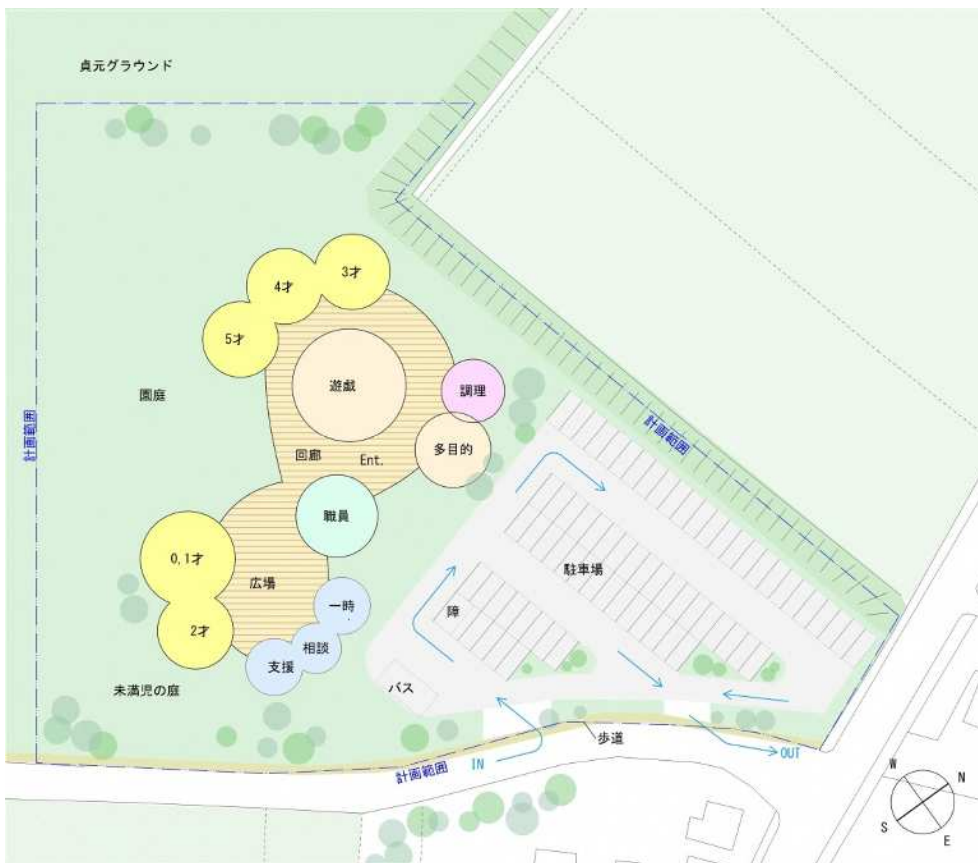 貞元グラウンド
3才
4才
5才
遊戯
調理
園庭
計画範囲
計画範囲
回廊
Ent.
多目的
職員
0,1才
広場
駐車場
一時
障
2才
相談
支援
未満児の庭
バス
歩道
IN
OUT
計画範囲
W
N
S
E